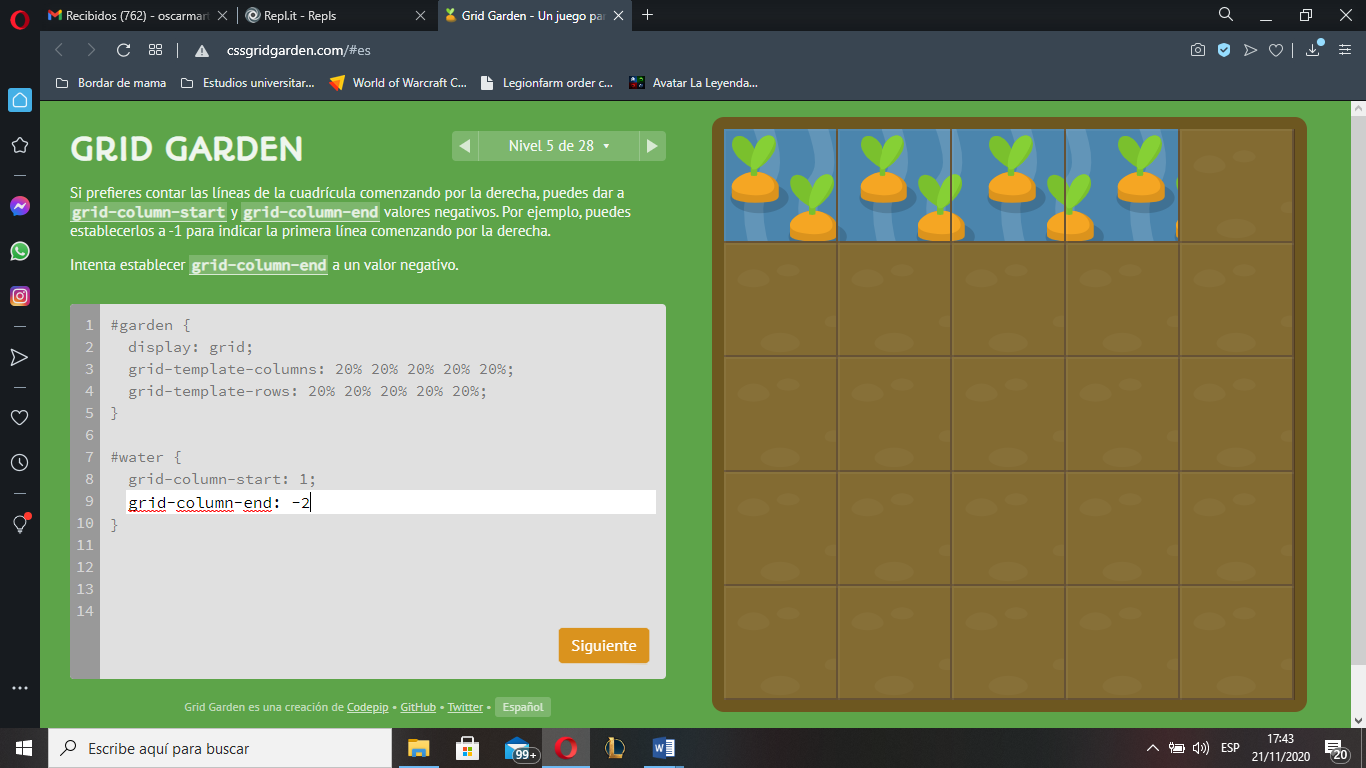 Recibidos (762) - oscarmar
Repl.it - Repls
Grid Garden - Un juego par
cssgridgarden.com/#es
Bordar de mama
Estudios universitar...
World of Warcraft C...
Legionfarm order c...
Avatar La Leyenda...
GRID GARDEN
Nivel 5 de 28
Si prefieres contar las líneas de la cuadrícula comenzando por la derecha, puedes dar a
grid-column-start y grid-column-end valores negativos. Por ejemplo, puedes
establecerlos a -1 para indicar la primera línea comenzando por la derecha.
Intenta establecer grid-column-end a un valor negativo.
1 #garden {
2 display: grid;
3 grid-template-columns: 20% 20% 20% 20% 20%;
4 grid-template-rows: 20% 20% 20% 20% 20%;
5 }
6
7 #water {
8 grid-column-start: 1;
9 grid-column-end: -2
10 }
11
12
13
14
Siguiente
Grid Garden es una creación de Codepip • GitHub • Twitter • Español
Escribe aquí para buscar
99+
W
ESP
17:43
21/11/2020
20